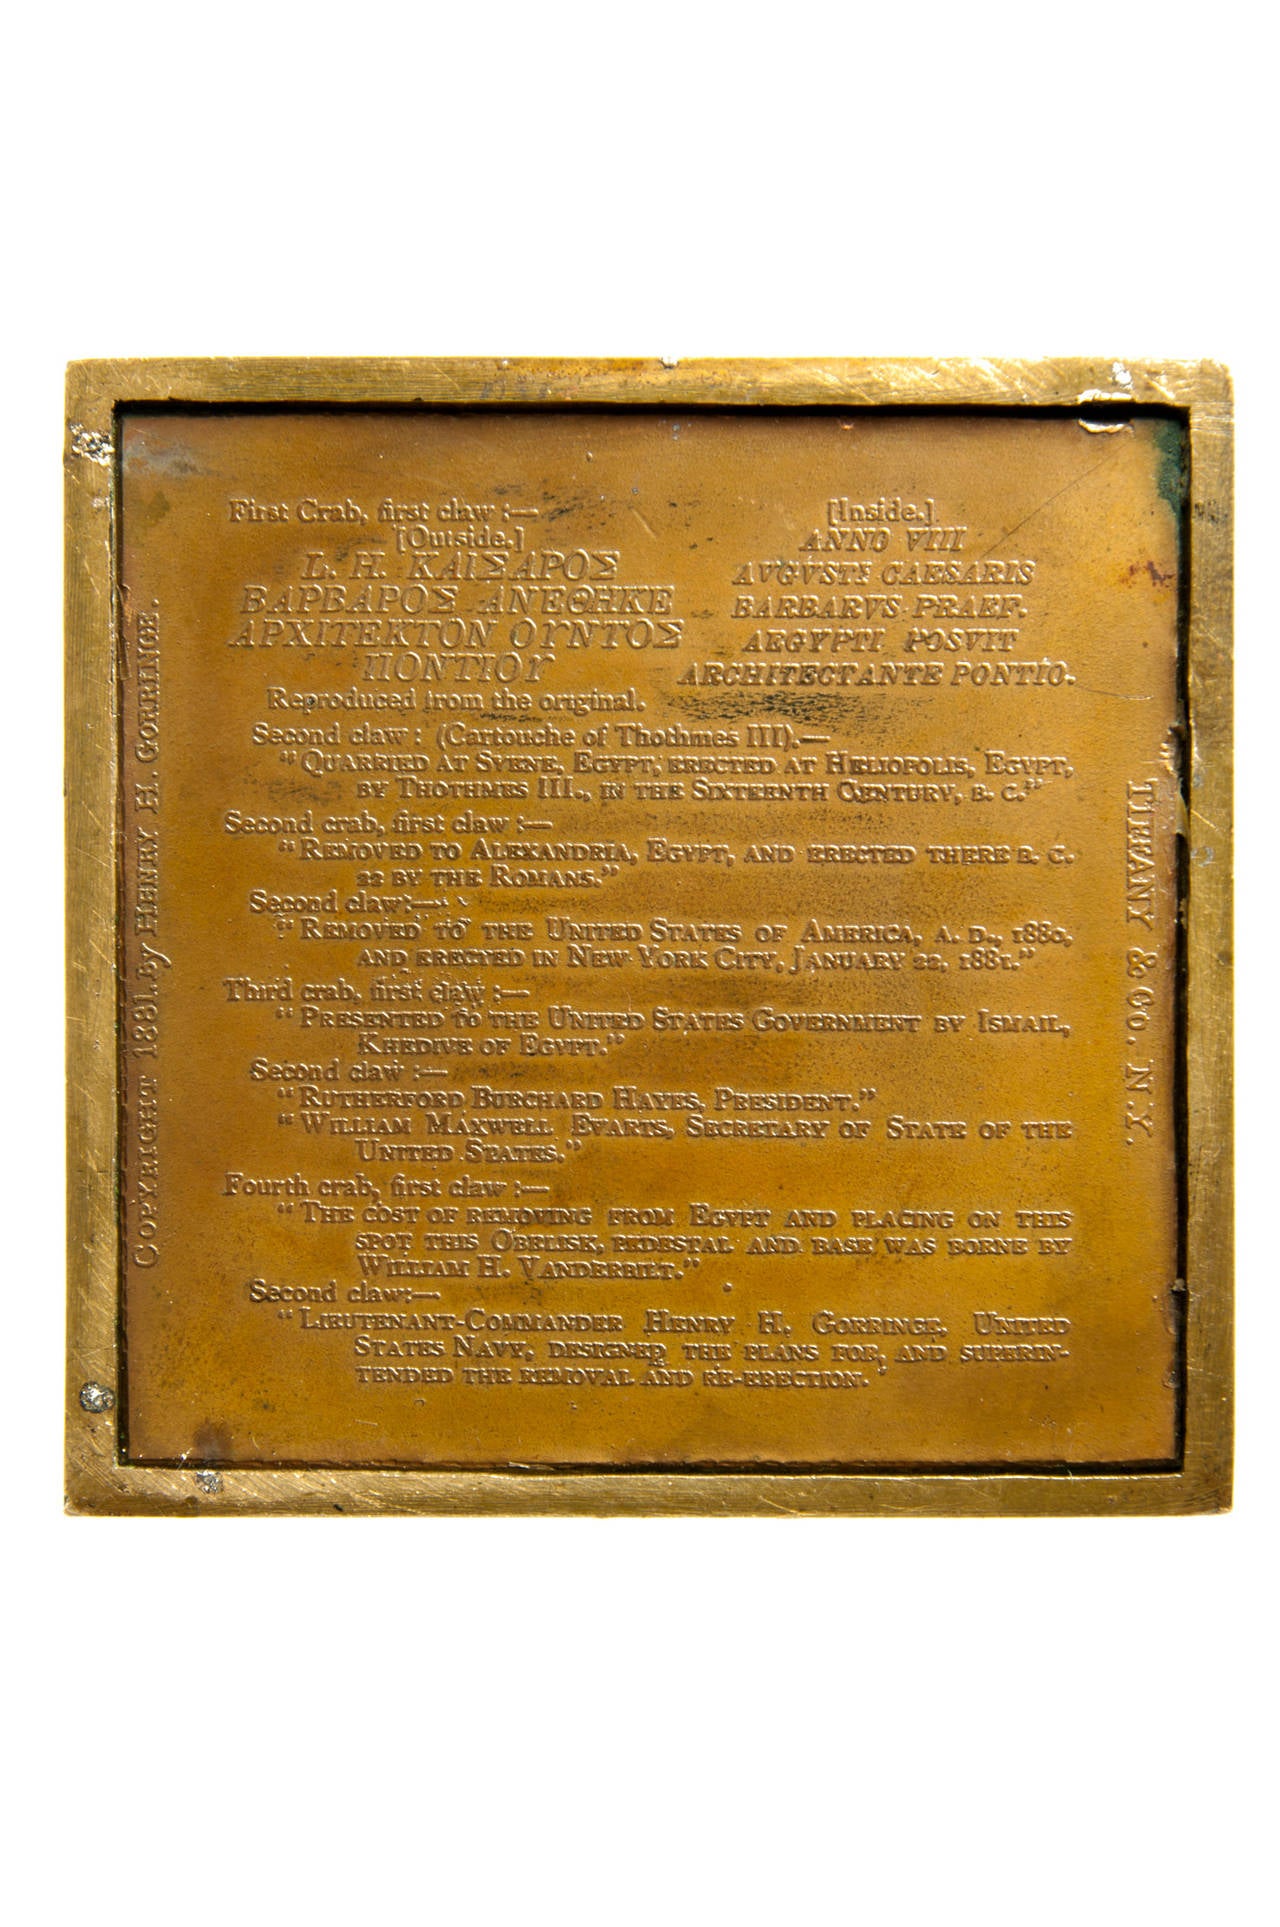 First Crab, first claw :—
[Outside.]
L. H. ΚΑΙΣΑΡΟΣ
ΒΑΡΒΑΡΟΣ ΑΝΕΘΗΚΕ
ΑΡΧΙΤΕΚΤΟΝ ΟΥΝΤΟΣ
ΠΟΝΤΙΟΥ
[Inside.]
ANNO VIII
AVGVSTI CAESARIS
BARBARVS PRAEF.
AEGYPTI POSVIT
ARCHITECTANTE PONTIO.
Reproduced from the original.
Second claw : (Cartouche of Thothmes III).—
“QUARRIED AT SYENE, EGYPT, ERECTED AT HELIOPOLIS, EGYPT,
BY THOTHMES III., IN THE SIXTEENTH CENTURY, B. C.”
Second crab, first claw :—
“REMOVED TO ALEXANDRIA, EGYPT, AND ERECTED THERE B. C.
22 BY THE ROMANS.”
Second claw:—
“REMOVED TO THE UNITED STATES OF AMERICA, A. D., 1880,
AND ERECTED IN NEW YORK CITY, JANUARY 22, 1881.”
Third crab, first claw :—
“PRESENTED TO THE UNITED STATES GOVERNMENT BY ISMAIL,
KHEDIVE OF EGYPT.”
Second claw :—
“RUTHERFORD BURCHARD HAYES, PRESIDENT.”
“WILLIAM MAXWELL EVARTS, SECRETARY OF STATE OF THE
UNITED STATES.”
Fourth crab, first claw :—
“THE COST OF REMOVING FROM EGYPT AND PLACING ON THIS
SPOT THIS OBELISK, PEDESTAL AND BASE WAS BORNE BY
WILLIAM H. VANDERBILT.”
Second claw:—
“LIEUTENANT-COMMANDER HENRY H. GORRINGE, UNITED
STATES NAVY, DESIGNED THE PLANS FOR, AND SUPERIN-
TENDED THE REMOVAL AND RE-ERECTION.”
COPYRIGHT 1881. by HENRY H. GORRINGE.
TIFFANY & CO. N.Y.